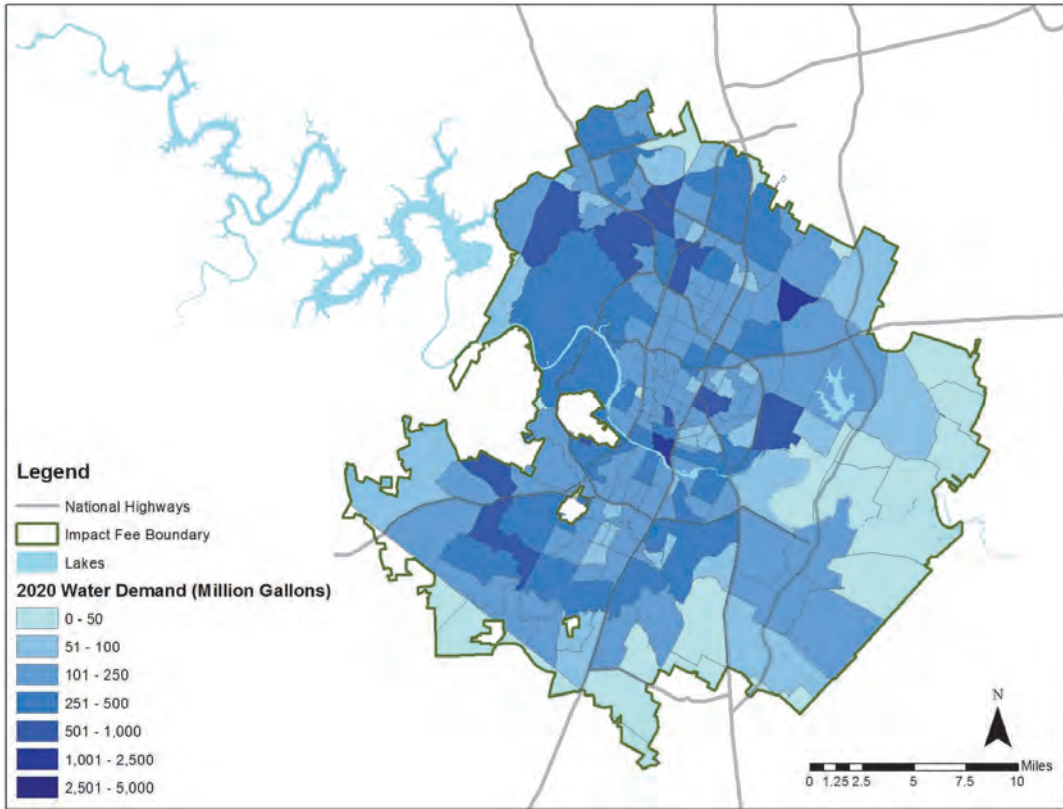 Legend
National Highways
Impact Fee Boundary
Lakes
2020 Water Demand (Million Gallons)
0 - 50
51 - 100
101 - 250
251 - 500
501 - 1,000
1,001 - 2,500
2,501 - 5,000
N
Miles
0 1.25 2.5 5 7.5 10